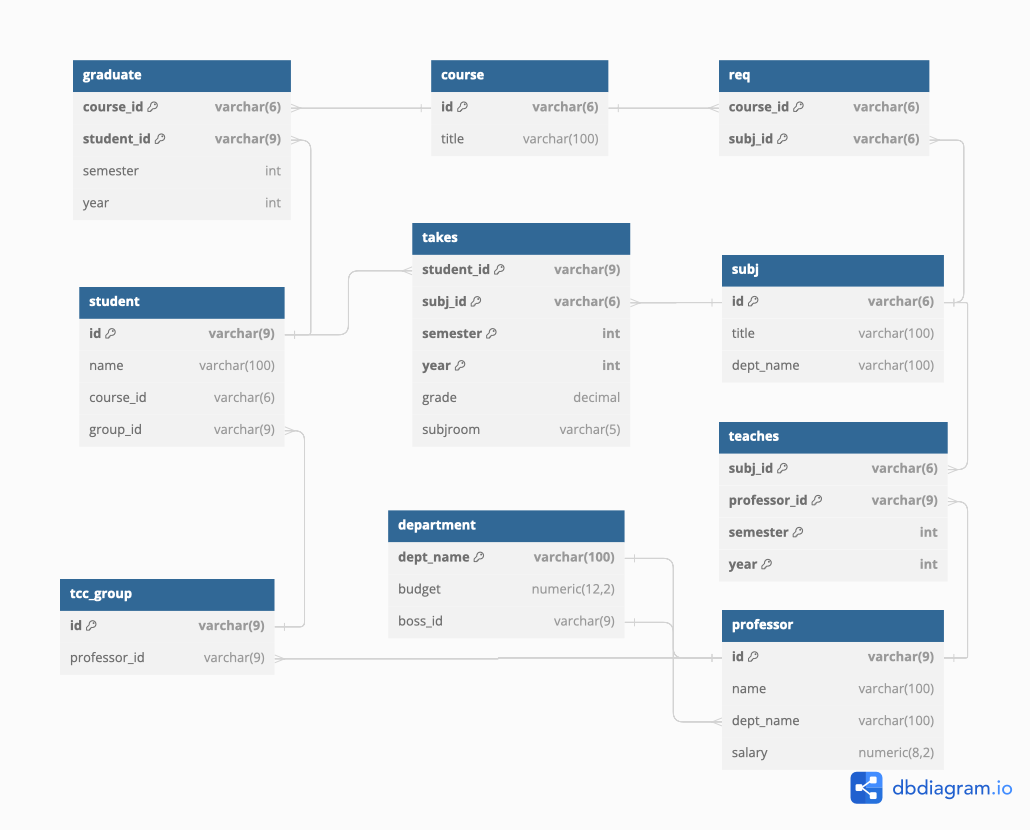 graduate
course_id varchar(6)
student_id varchar(9)
semester int
year int
course
id varchar(6)
title varchar(100)
req
course_id varchar(6)
subj_id varchar(6)
takes
student_id varchar(9)
subj_id varchar(6)
semester int
year int
grade decimal
subjroom varchar(5)
subj
id varchar(6)
title varchar(100)
dept_name varchar(100)
student
id varchar(9)
name varchar(100)
course_id varchar(6)
group_id varchar(9)
teaches
subj_id varchar(6)
professor_id varchar(9)
semester int
year int
department
dept_name varchar(100)
budget numeric(12,2)
boss_id varchar(9)
tcc_group
id varchar(9)
professor_id varchar(9)
professor
id varchar(9)
name varchar(100)
dept_name varchar(100)
salary numeric(8,2)
dbdiagram.io